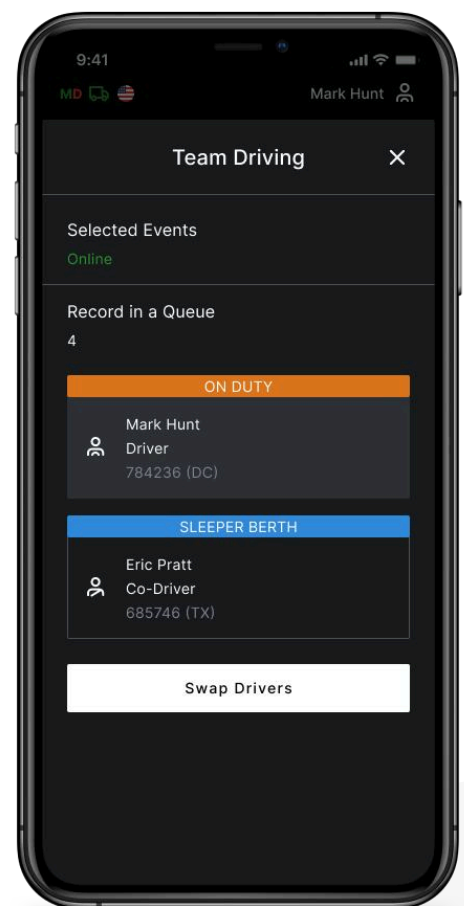 9:41
MD
Mark Hunt
Team Driving
Selected Events
Online
Record in a Queue
4
ON DUTY
Mark Hunt
Driver
784236 (DC)
SLEEPER BERTH
Eric Pratt
Co-Driver
685746 (TX)
Swap Drivers